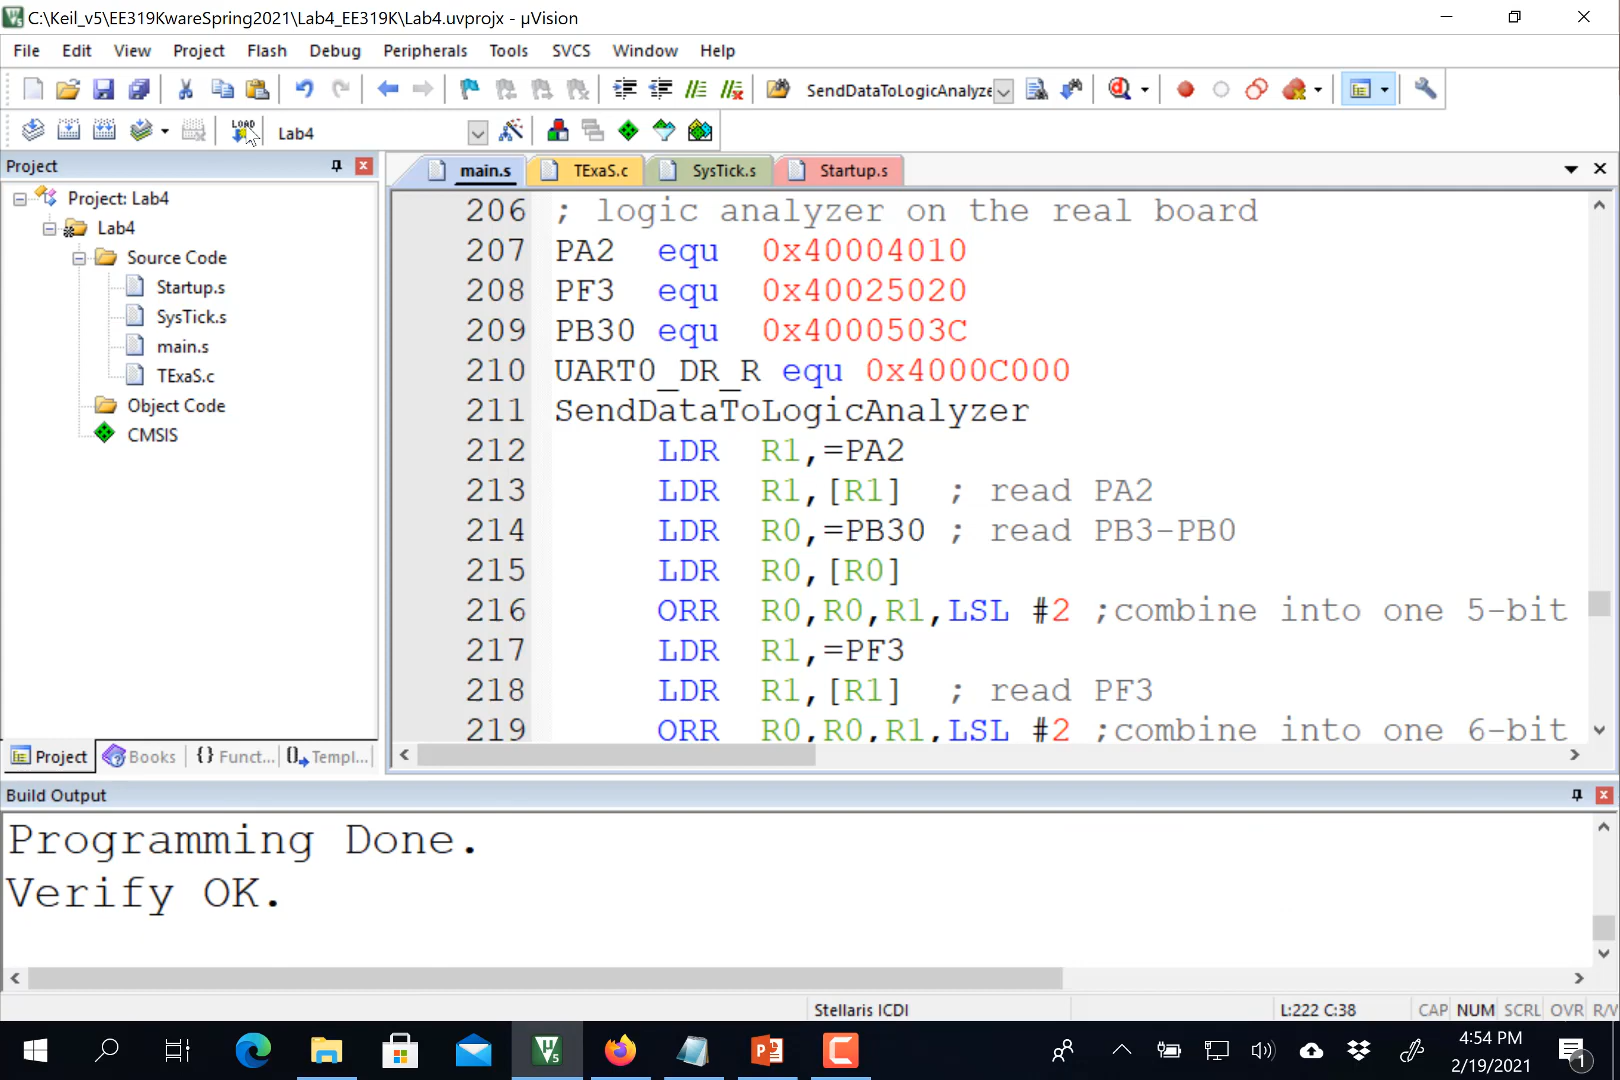 C:\Keil_v5\EE319KwareSpring2021\Lab4_EE319K\Lab4.uvprojx - µVision
File Edit View Project Flash Debug Peripherals Tools SVCS Window Help
SendDataToLogicAnalyze
LOAD Lab4
Project
main.s TExaS.c SysTick.s Startup.s
Project: Lab4
Lab4
Source Code
Startup.s
SysTick.s
main.s
TExaS.c
Object Code
CMSIS
206 ; logic analyzer on the real board
207 PA2 equ 0x40004010
208 PF3 equ 0x40025020
209 PB30 equ 0x4000503C
210 UART0_DR_R equ 0x4000C000
211 SendDataToLogicAnalyzer
212 LDR R1,=PA2
213 LDR R1,[R1] ; read PA2
214 LDR R0,=PB30 ; read PB3-PB0
215 LDR R0,[R0]
216 ORR R0,R0,R1,LSL #2 ;combine into one 5-bit
217 LDR R1,=PF3
218 LDR R1,[R1] ; read PF3
219 ORR R0,R0,R1,LSL #2 ;combine into one 6-bit
Project Books {} Funct... Templ...
Build Output
Programming Done.
Verify OK.
Stellaris ICDI L:222 C:38 CAP NUM SCRL OVR R/W
4:54 PM
2/19/2021
1